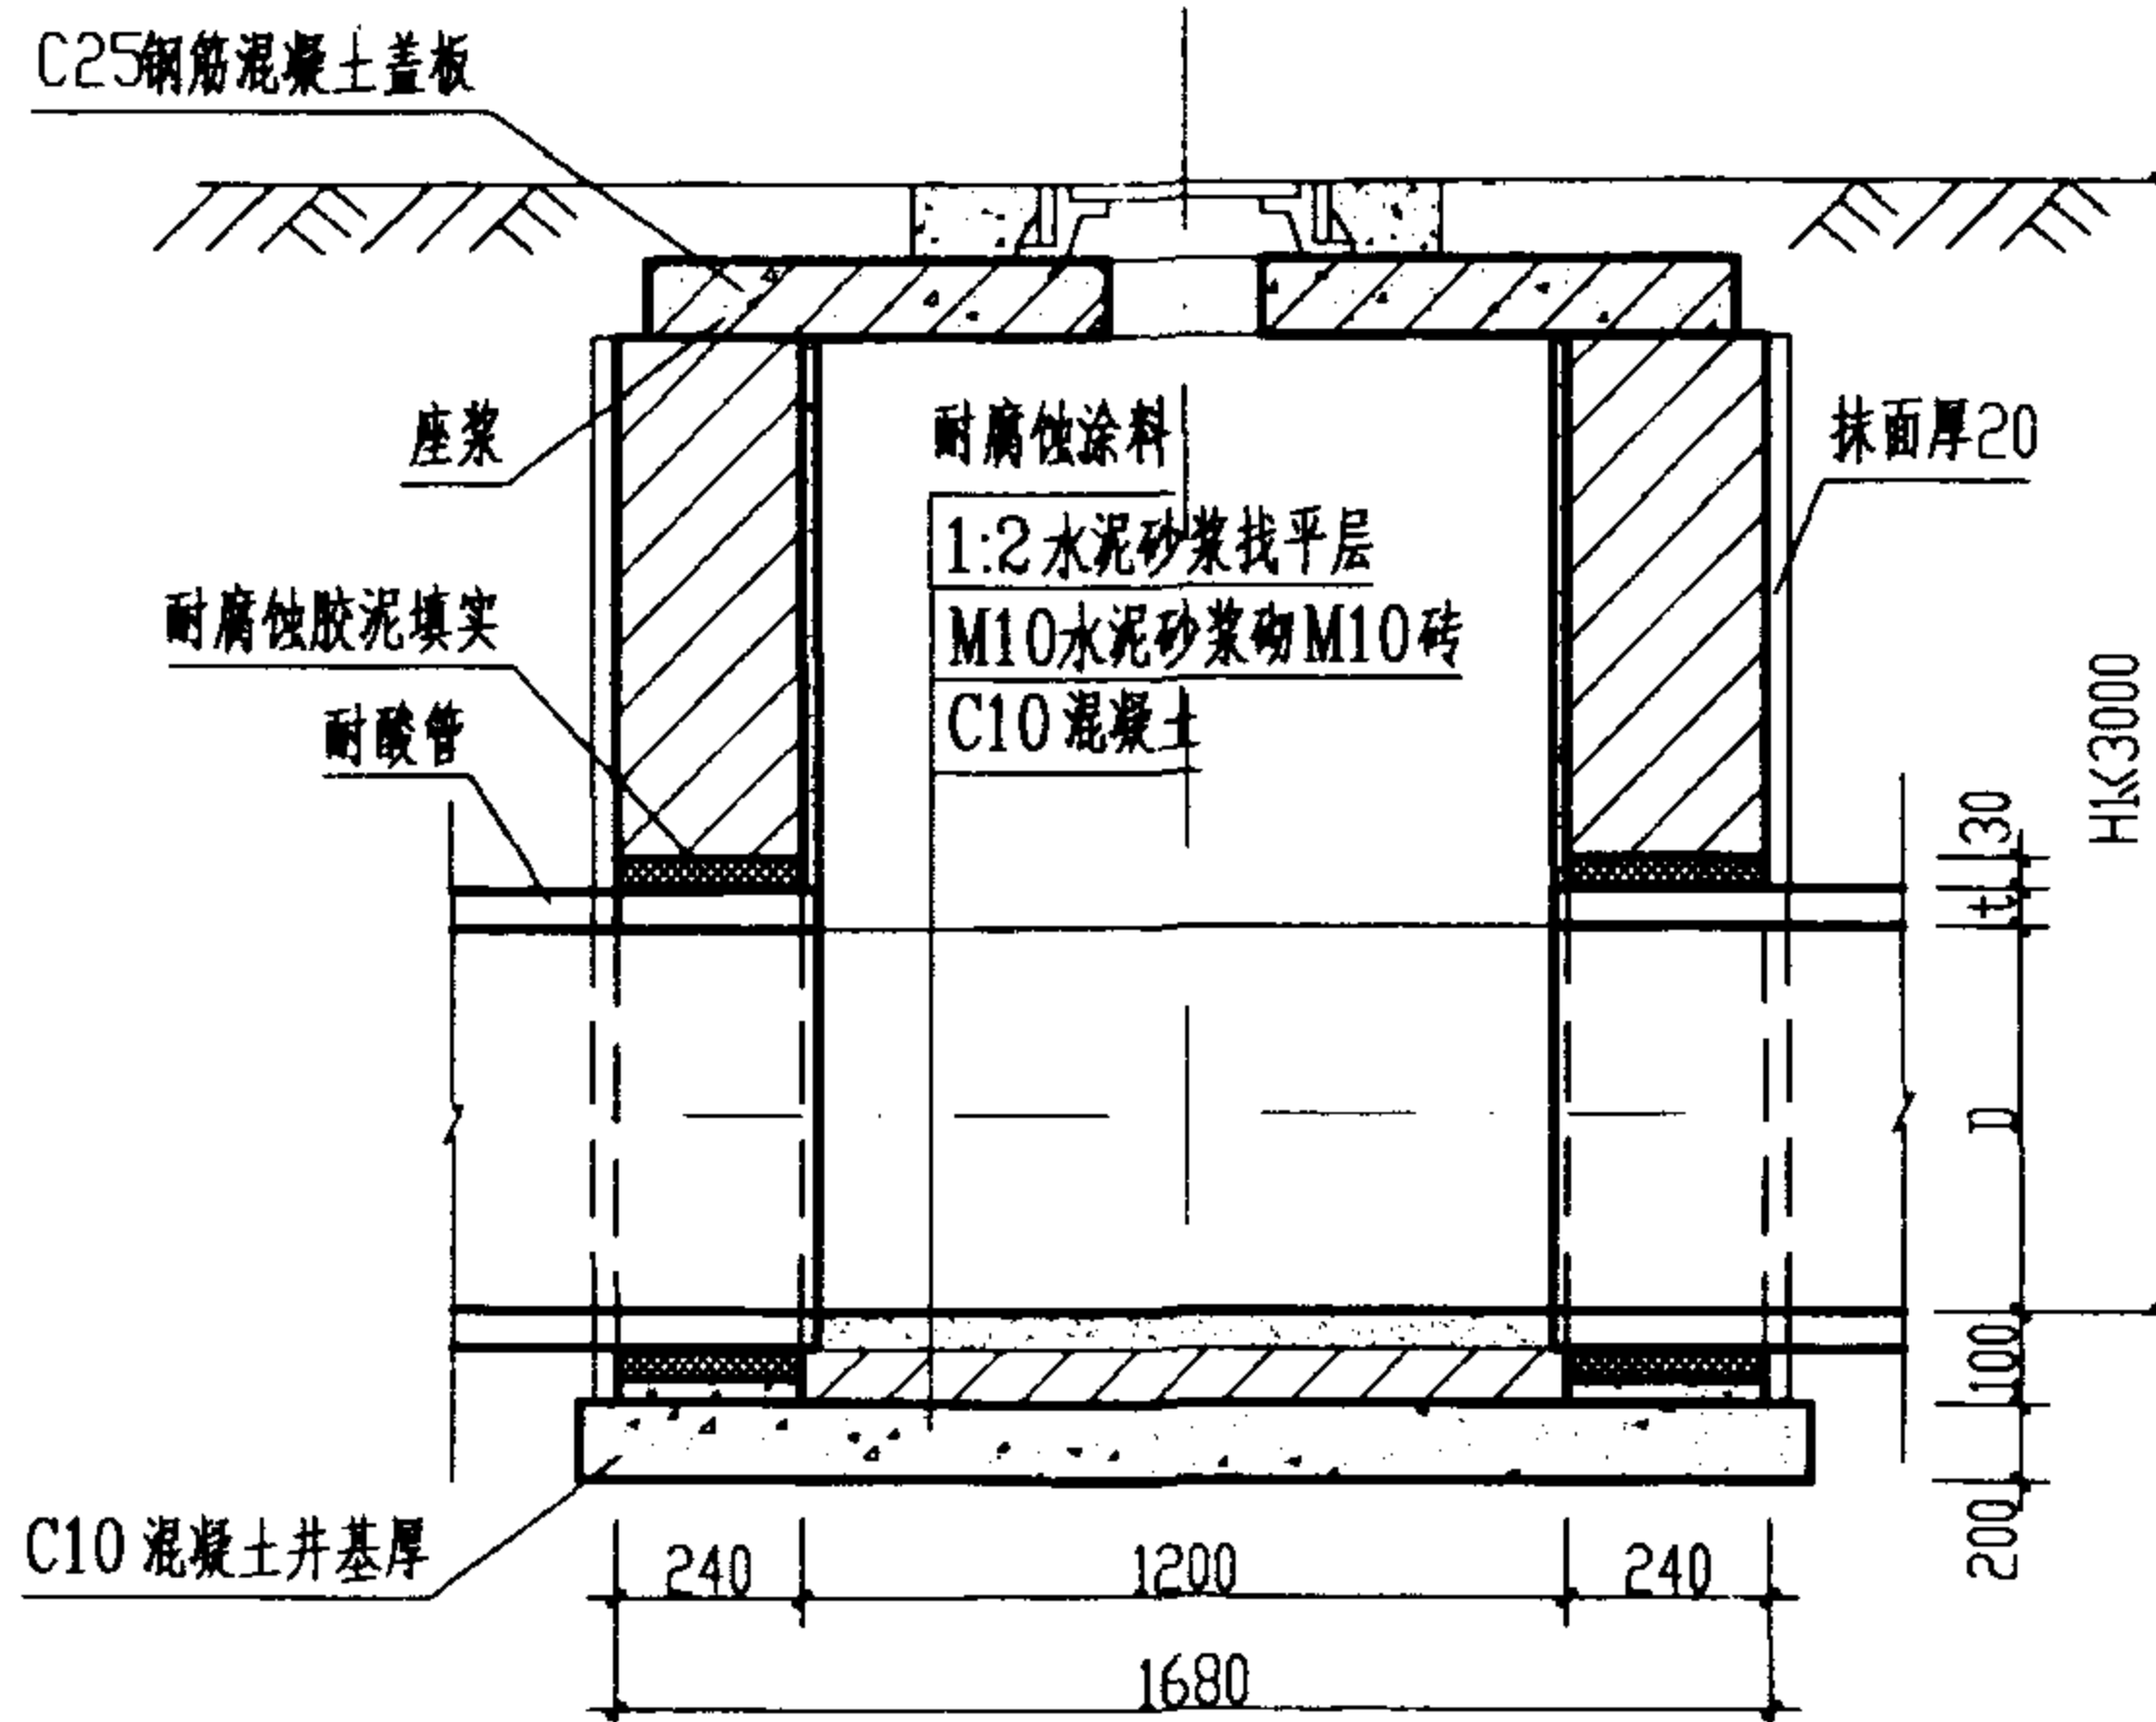 C25钢筋混凝土盖板
座浆
耐腐蚀涂料
抹面厚20
1:2水泥砂浆找平层
耐腐蚀胶泥填实
M10水泥砂浆砌M10砖
耐酸管
C10混凝土
H1≤3000
30
t
D
100
200
C10混凝土井基厚
240
1200
240
1680